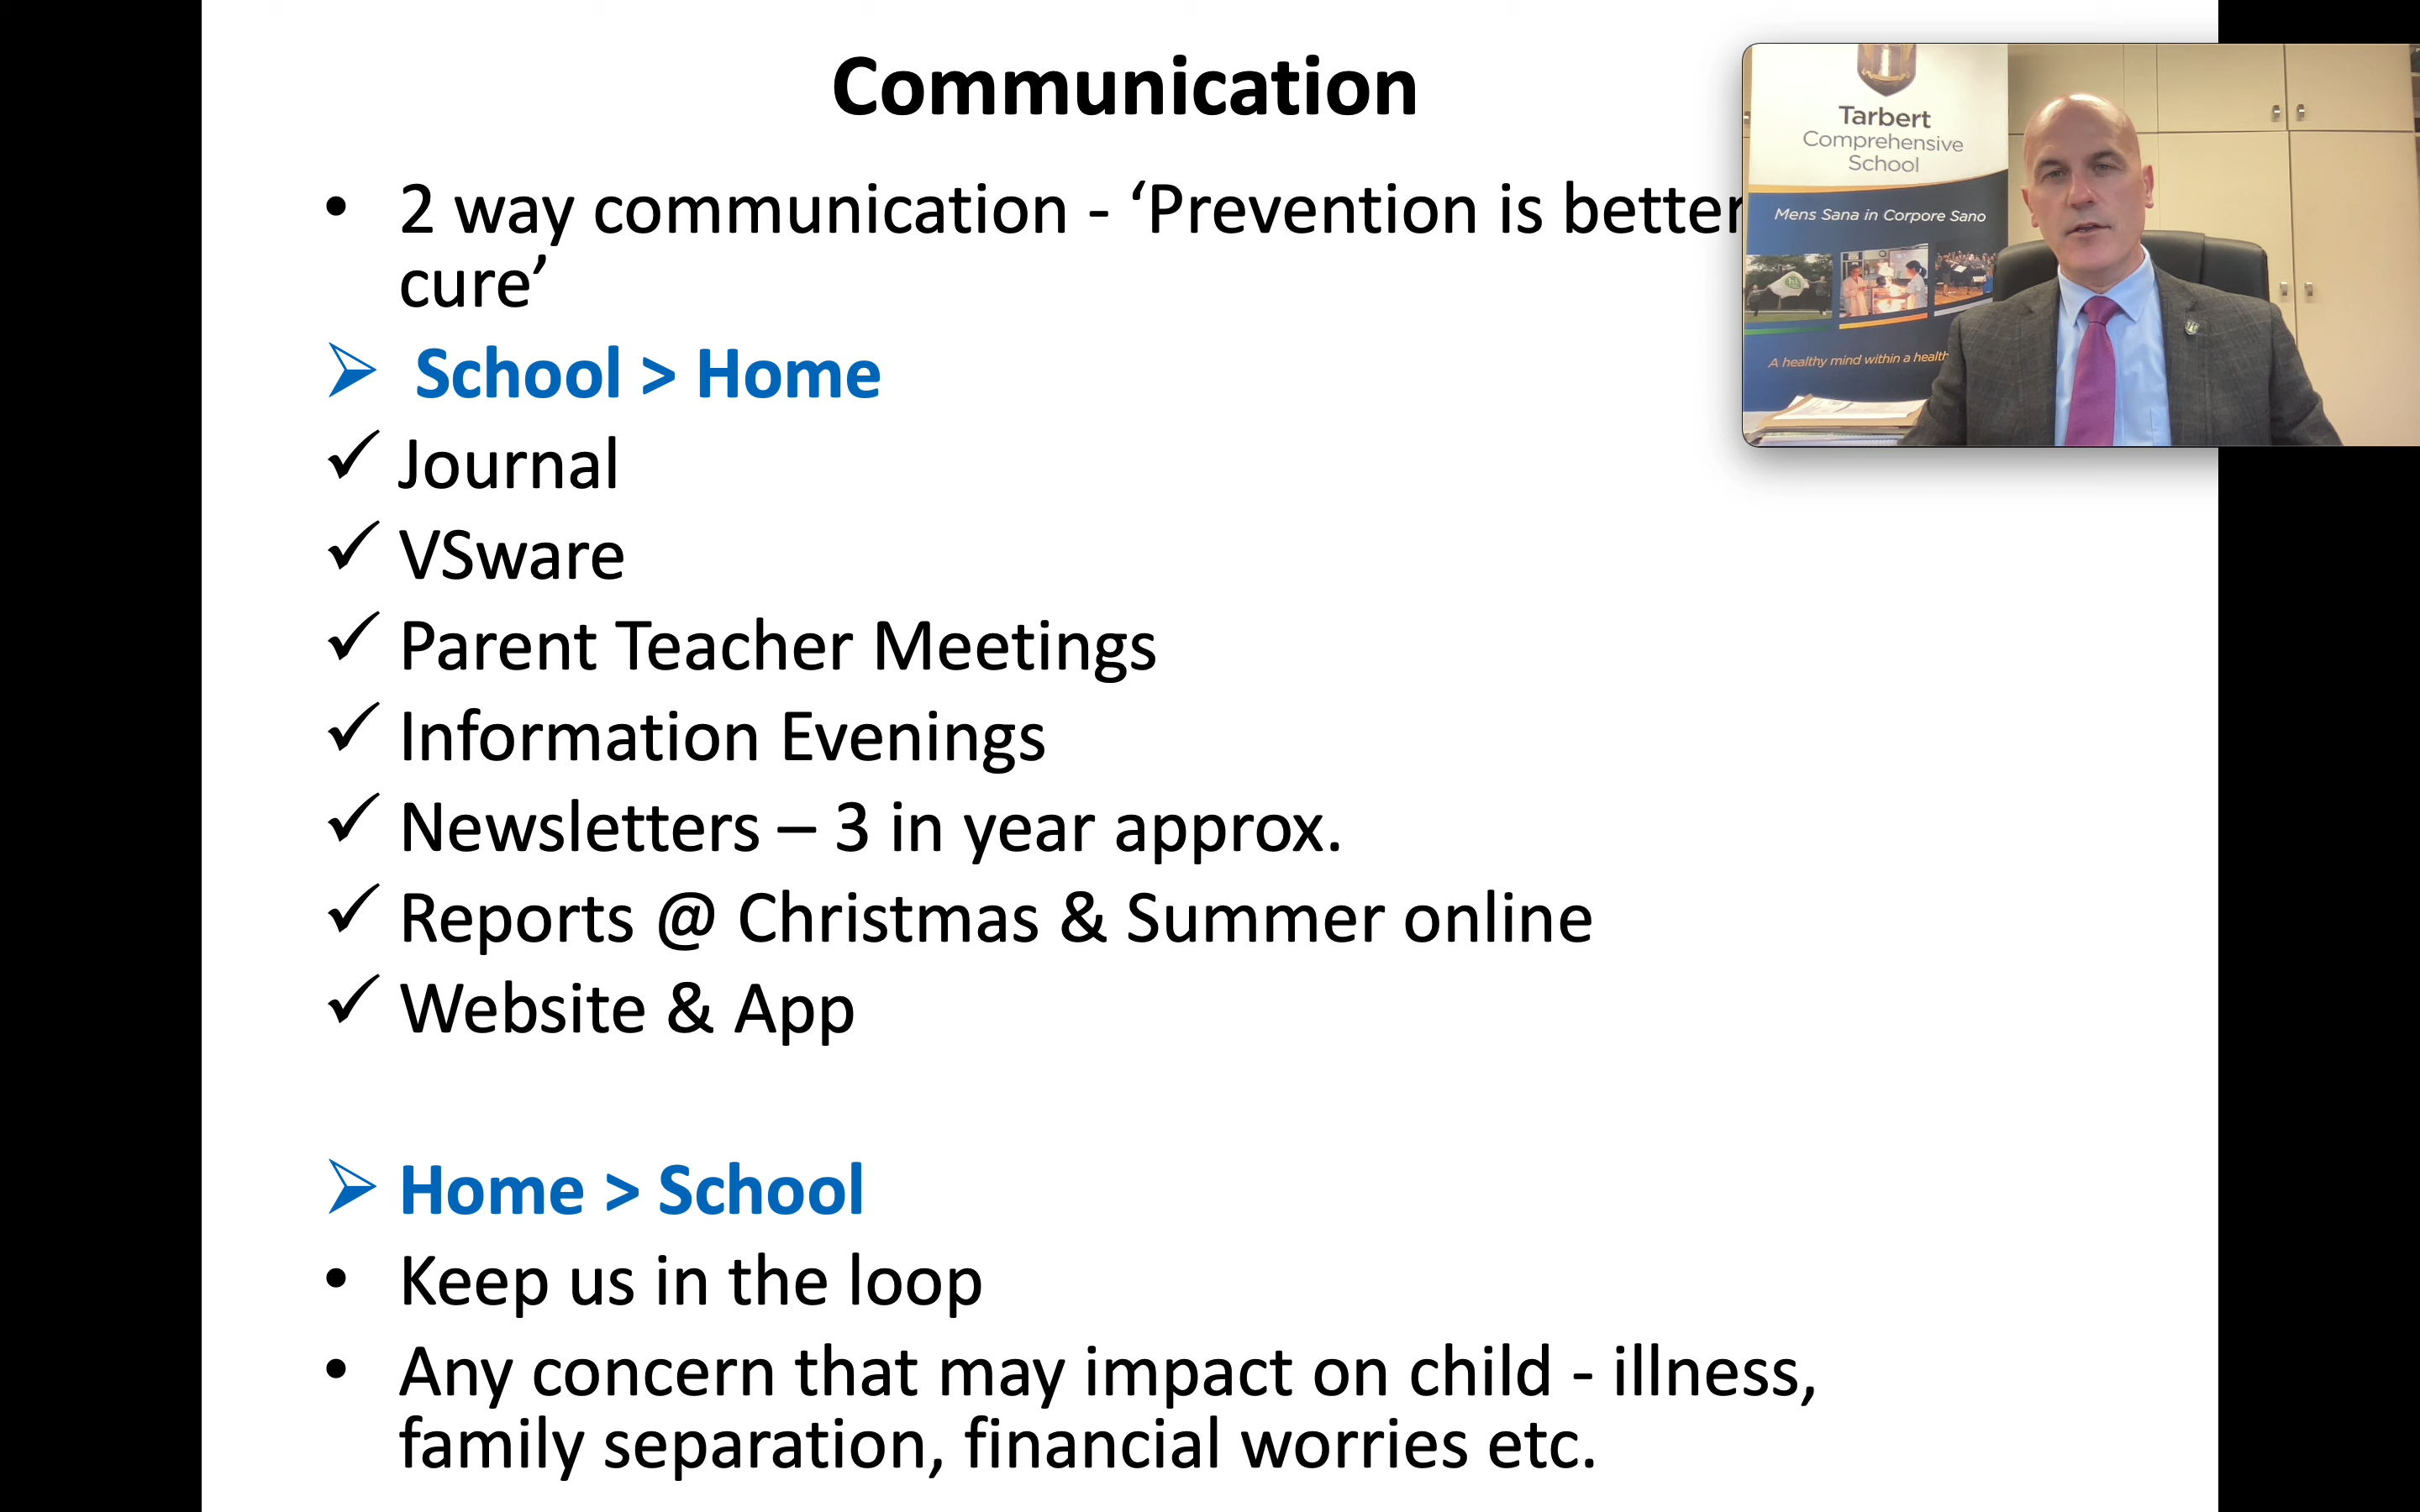 Communication
• 2 way communication - ‘Prevention is better
cure’
➢ School > Home
✓ Journal
✓ VSware
✓ Parent Teacher Meetings
✓ Information Evenings
✓ Newsletters – 3 in year approx.
✓ Reports @ Christmas & Summer online
✓ Website & App
➢ Home > School
• Keep us in the loop
• Any concern that may impact on child - illness,
family separation, financial worries etc.
Tarbert
Comprehensive
School
Mens Sana in Corpore Sano
A healthy mind within a health